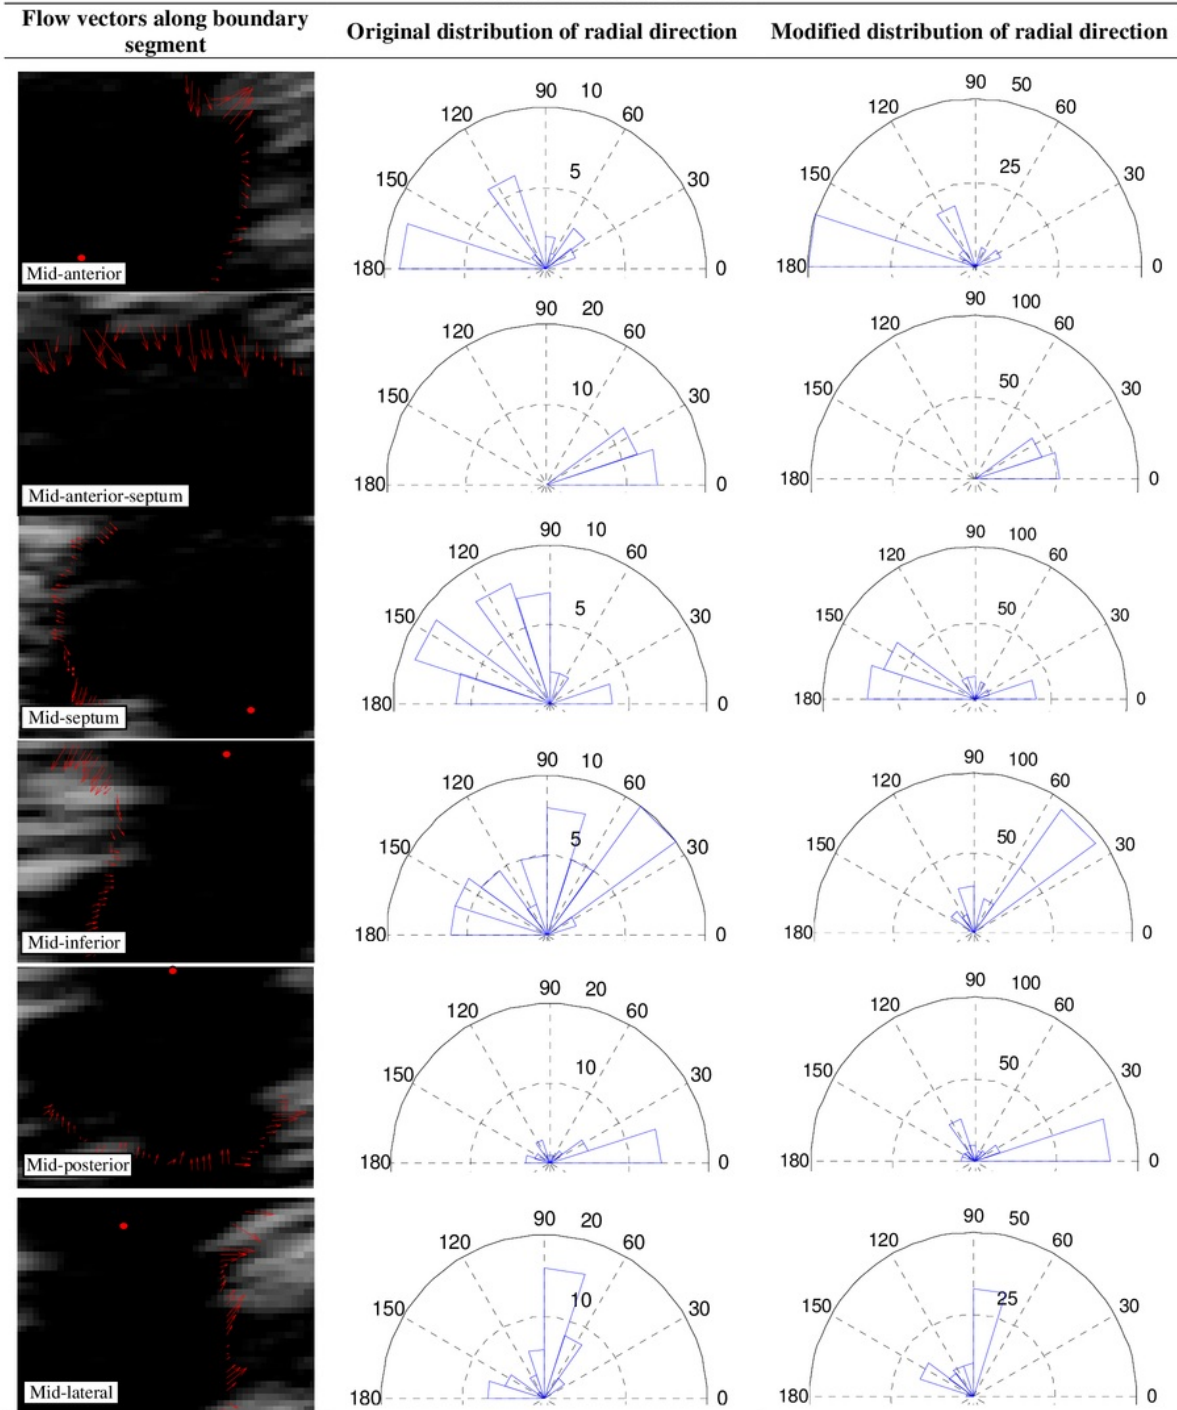 Flow vectors along boundary segment
Original distribution of radial direction
Modified distribution of radial direction
Mid-anterior
90 10
120 60
150 5 30
180 0
90 50
120 60
150 25 30
180 0
Mid-anterior-septum
90 20
120 60
150 10 30
180 0
90 100
120 60
150 50 30
180 0
Mid-septum
90 10
120 60
150 5 30
180 0
90 100
120 60
150 50 30
180 0
Mid-inferior
90 10
120 60
150 5 30
180 0
90 100
120 60
150 50 30
180 0
Mid-posterior
90 20
120 60
150 10 30
180 0
90 100
120 60
150 50 30
180 0
Mid-lateral
90 20
120 60
150 10 30
180 0
90 50
120 60
150 25 30
180 0